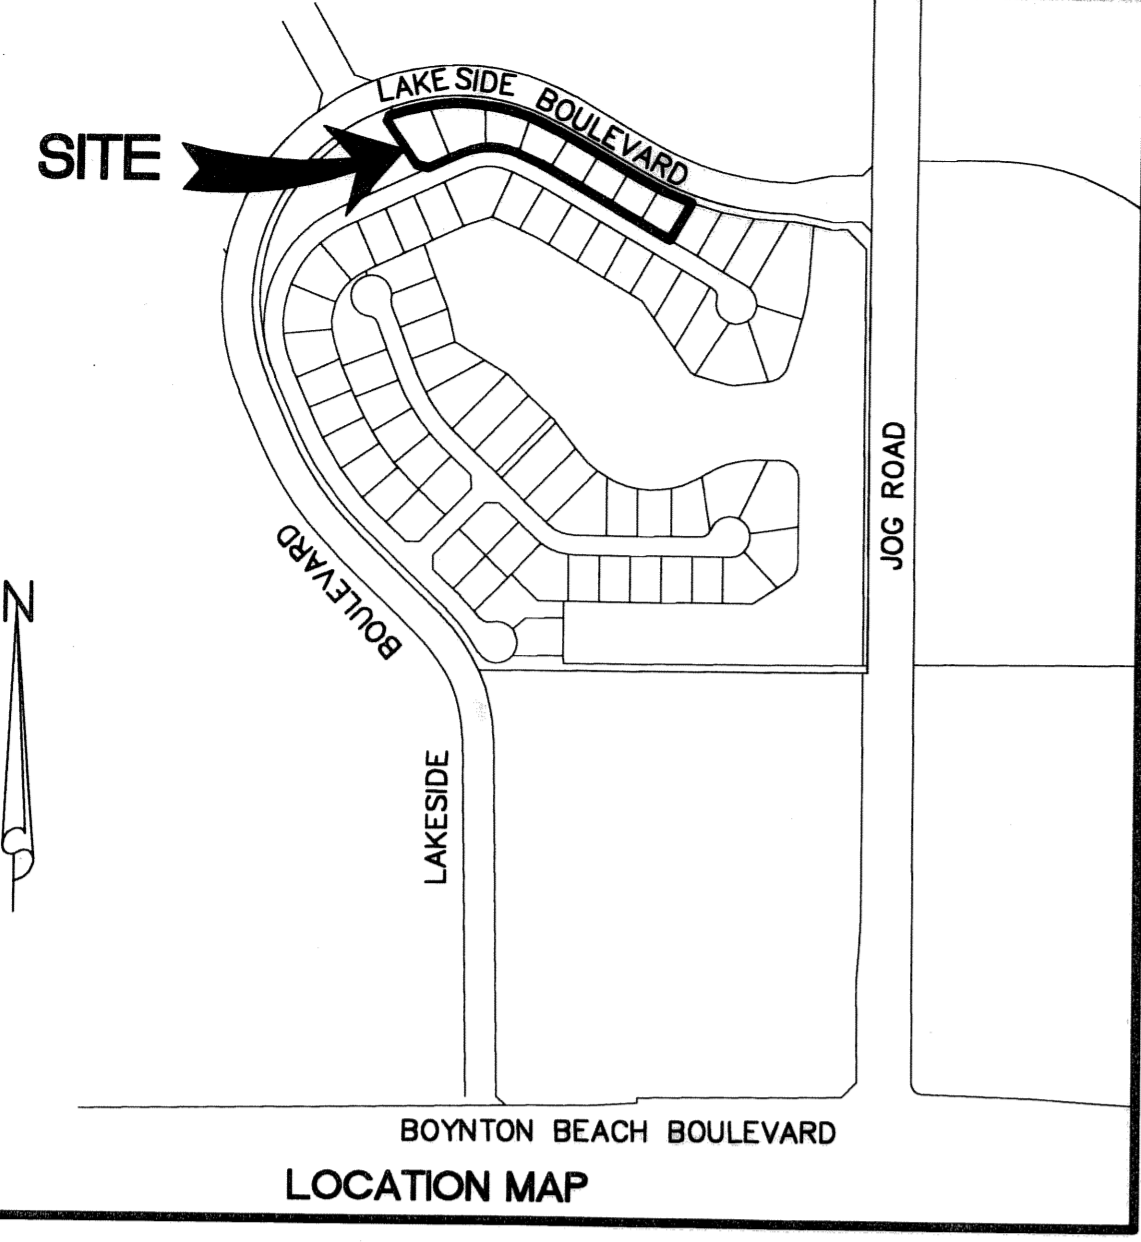 LAKE SIDE BOULEVARD
SITE
JOG ROAD
BOULEVARD
N
LAKESIDE
BOYNTON BEACH BOULEVARD
LOCATION MAP